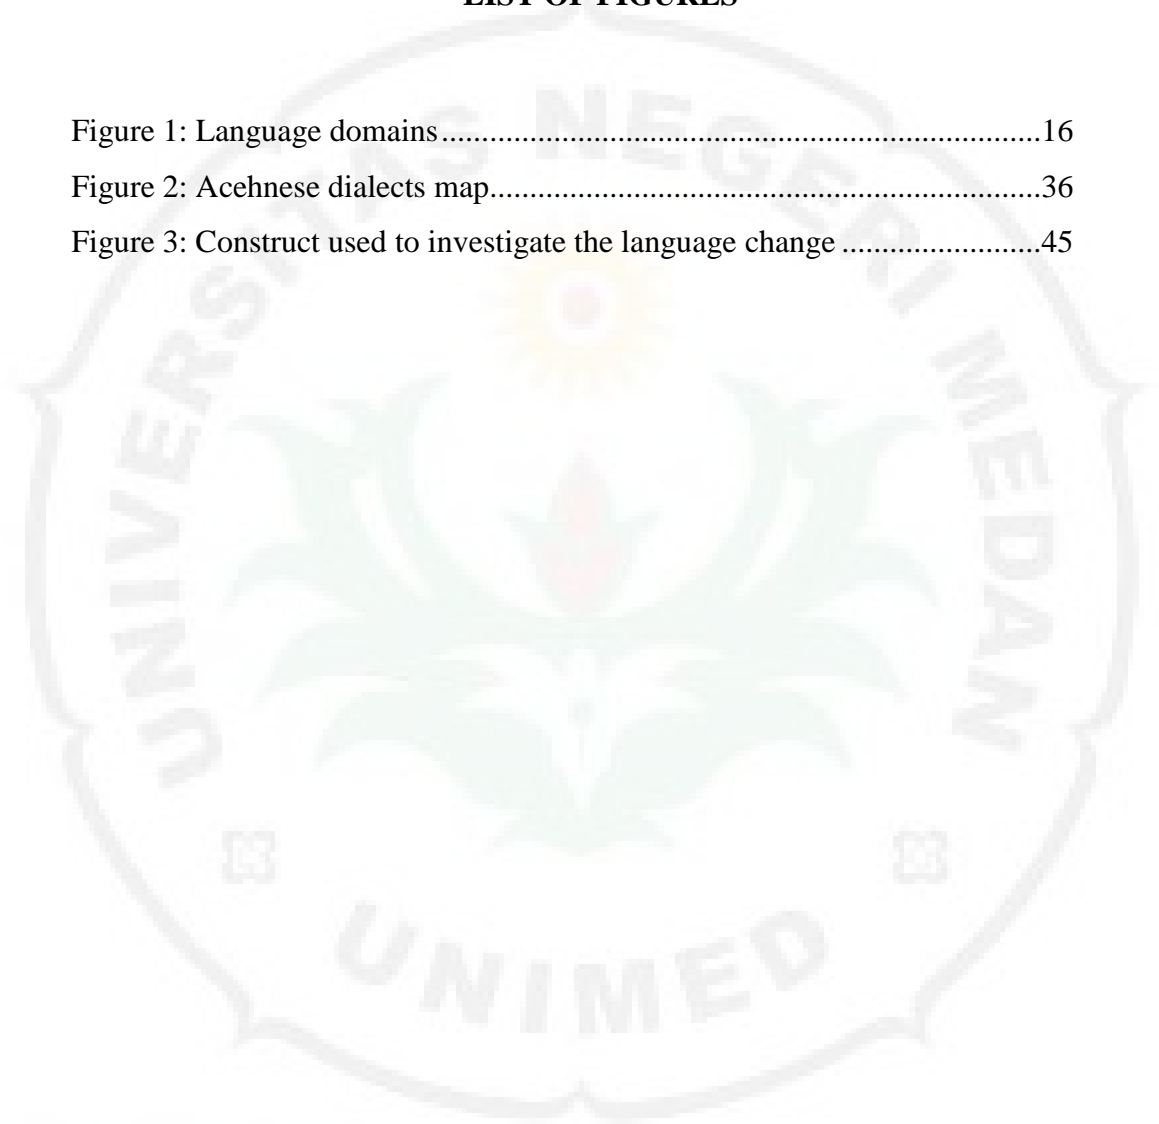 LIST OF FIGURES
Figure 1: Language domains............................................................................16
Figure 2: Acehnese dialects map......................................................................36
Figure 3: Construct used to investigate the language change .........................45
UNIVERSITAS NEGERI MEDAN
UNIMED